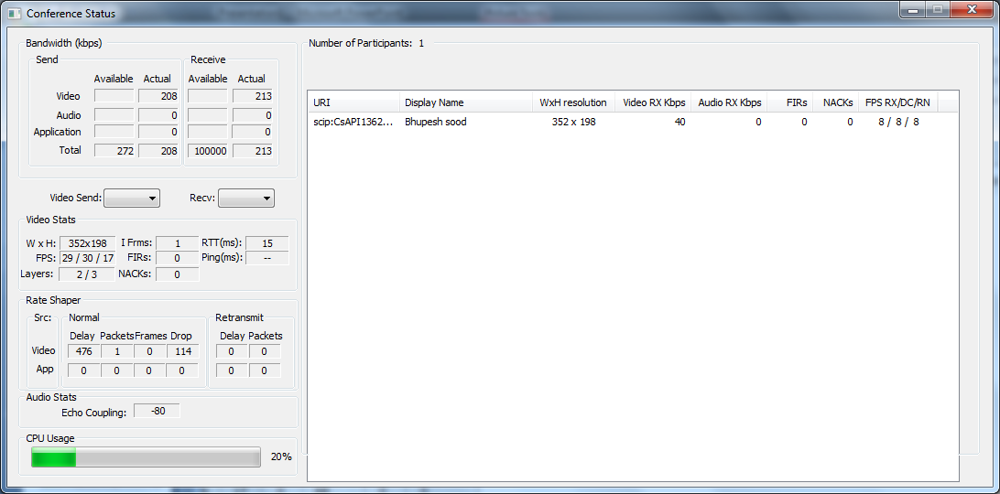 Conference Status
Bandwidth (kbps)
Send Receive
Available Actual Available Actual
Video 208 213
Audio 0 0
Application 0 0
Total 272 208 100000 213
Video Send: Recv:
Video Stats
W x H: 352x198 I Frms: 1 RTT(ms): 15
FPS: 29 / 30 / 17 FIRs: 0 Ping(ms): --
Layers: 2 / 3 NACKs: 0
Rate Shaper
Src: Normal Retransmit
Delay Packets Frames Drop Delay Packets
Video 476 1 0 114 0 0
App 0 0 0 0 0 0
Audio Stats
Echo Coupling: -80
CPU Usage
20%
Number of Participants: 1
URI Display Name WxH resolution Video RX Kbps Audio RX Kbps FIRs NACKs FPS RX/DC/RN
scip:CsAPI1362... Bhupesh sood 352 x 198 40 0 0 0 8 / 8 / 8